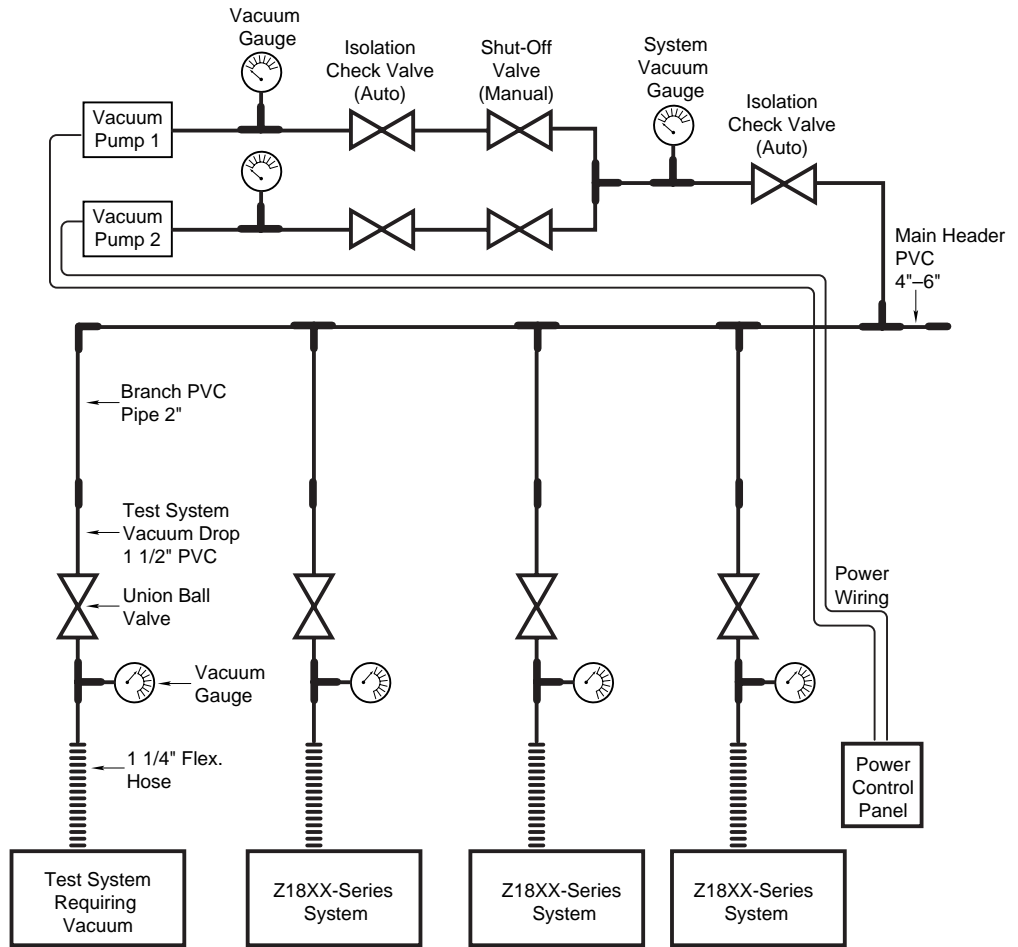 Vacuum
Gauge
Isolation
Check Valve
(Auto)
Shut-Off
Valve
(Manual)
System
Vacuum
Gauge
Isolation
Check Valve
(Auto)
Vacuum
Pump 1
Vacuum
Pump 2
Main Header
PVC
4"–6"
Branch PVC
Pipe 2"
Test System
Vacuum Drop
1 1/2" PVC
Union Ball
Valve
Power
Wiring
Vacuum
Gauge
1 1/4" Flex.
Hose
Power
Control
Panel
Test System
Requiring
Vacuum
Z18XX-Series
System
Z18XX-Series
System
Z18XX-Series
System